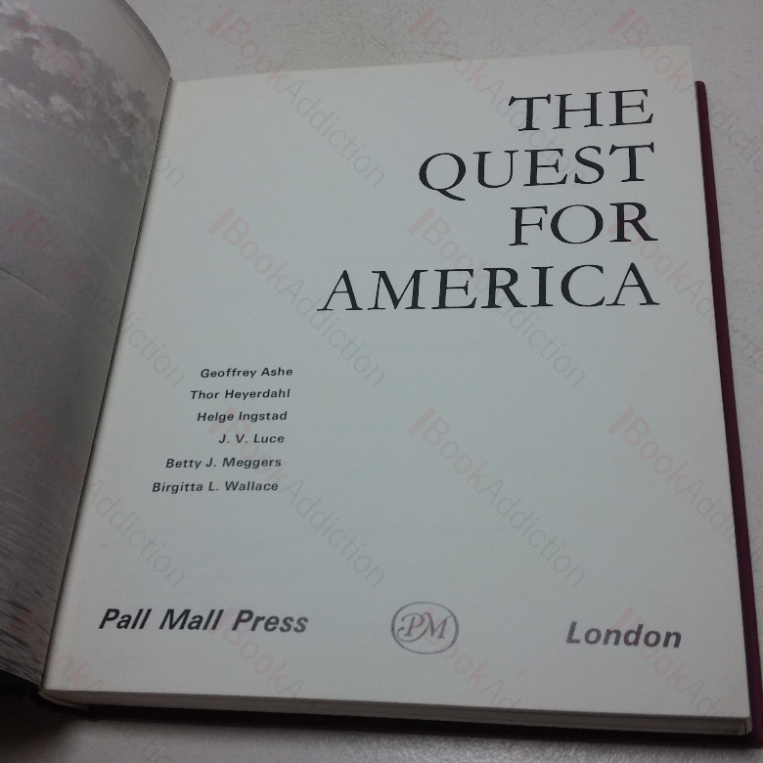 THE
QUEST
FOR
AMERICA
Geoffrey Ashe
Thor Heyerdahl
Helge Ingstad
J. V. Luce
Betty J. Meggers
Birgitta L. Wallace
Pall Mall Press
PM
London
BookAddiction